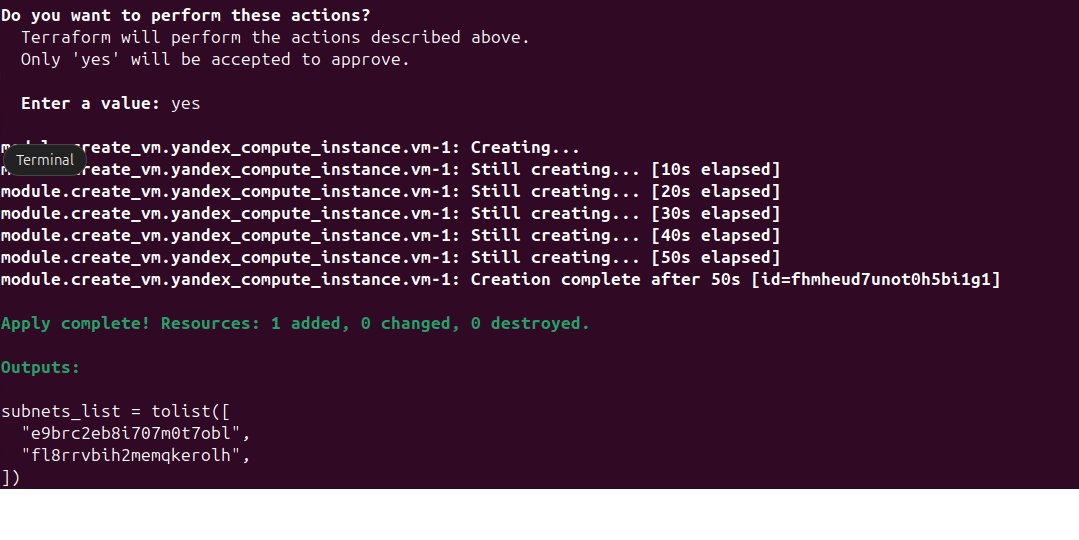 Do you want to perform these actions?
  Terraform will perform the actions described above.
  Only 'yes' will be accepted to approve.
  Enter a value: yes
reate_vm.yandex_compute_instance.vm-1: Creating...
Terminal
reate_vm.yandex_compute_instance.vm-1: Still creating... [10s elapsed]
module.create_vm.yandex_compute_instance.vm-1: Still creating... [20s elapsed]
module.create_vm.yandex_compute_instance.vm-1: Still creating... [30s elapsed]
module.create_vm.yandex_compute_instance.vm-1: Still creating... [40s elapsed]
module.create_vm.yandex_compute_instance.vm-1: Still creating... [50s elapsed]
module.create_vm.yandex_compute_instance.vm-1: Creation complete after 50s [id=fhmheud7unot0h5bi1g1]
Apply complete! Resources: 1 added, 0 changed, 0 destroyed.
Outputs:
subnets_list = tolist([
  "e9brc2eb8i707m0t7obl",
  "fl8rrvbih2memqkerolh",
])